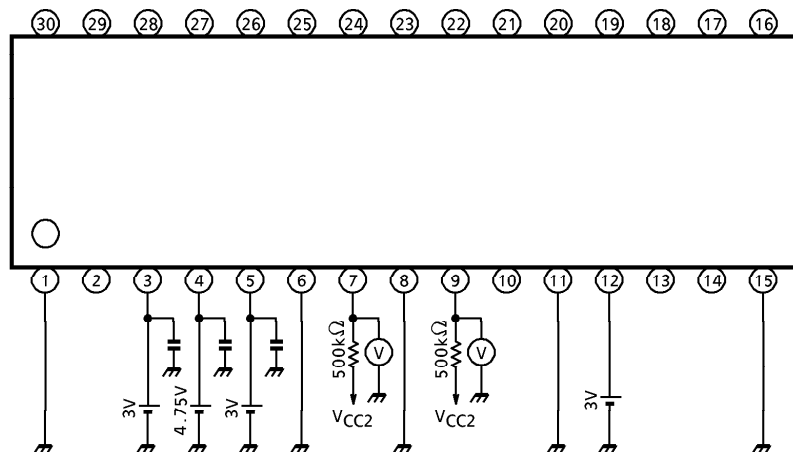 30 29 28 27 26 25 24 23 22 21 20 19 18 17 16
1 2 3 4 5 6 7 8 9 10 11 12 13 14 15
500kΩ V 500kΩ V
3V 4.75V 3V VCC2 VCC2 3V